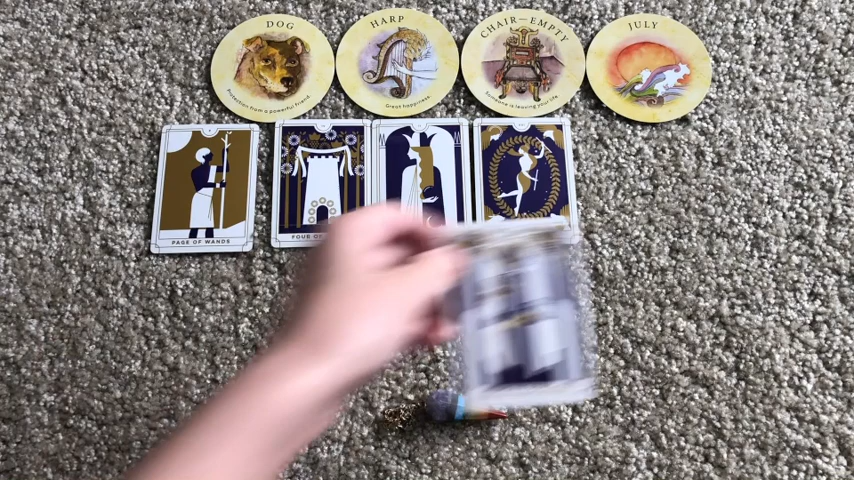 DOG
Protection from a powerful friend.
HARP
Great happiness.
CHAIR-EMPTY
Someone is leaving your life.
JULY
PAGE OF WANDS
FOUR OF